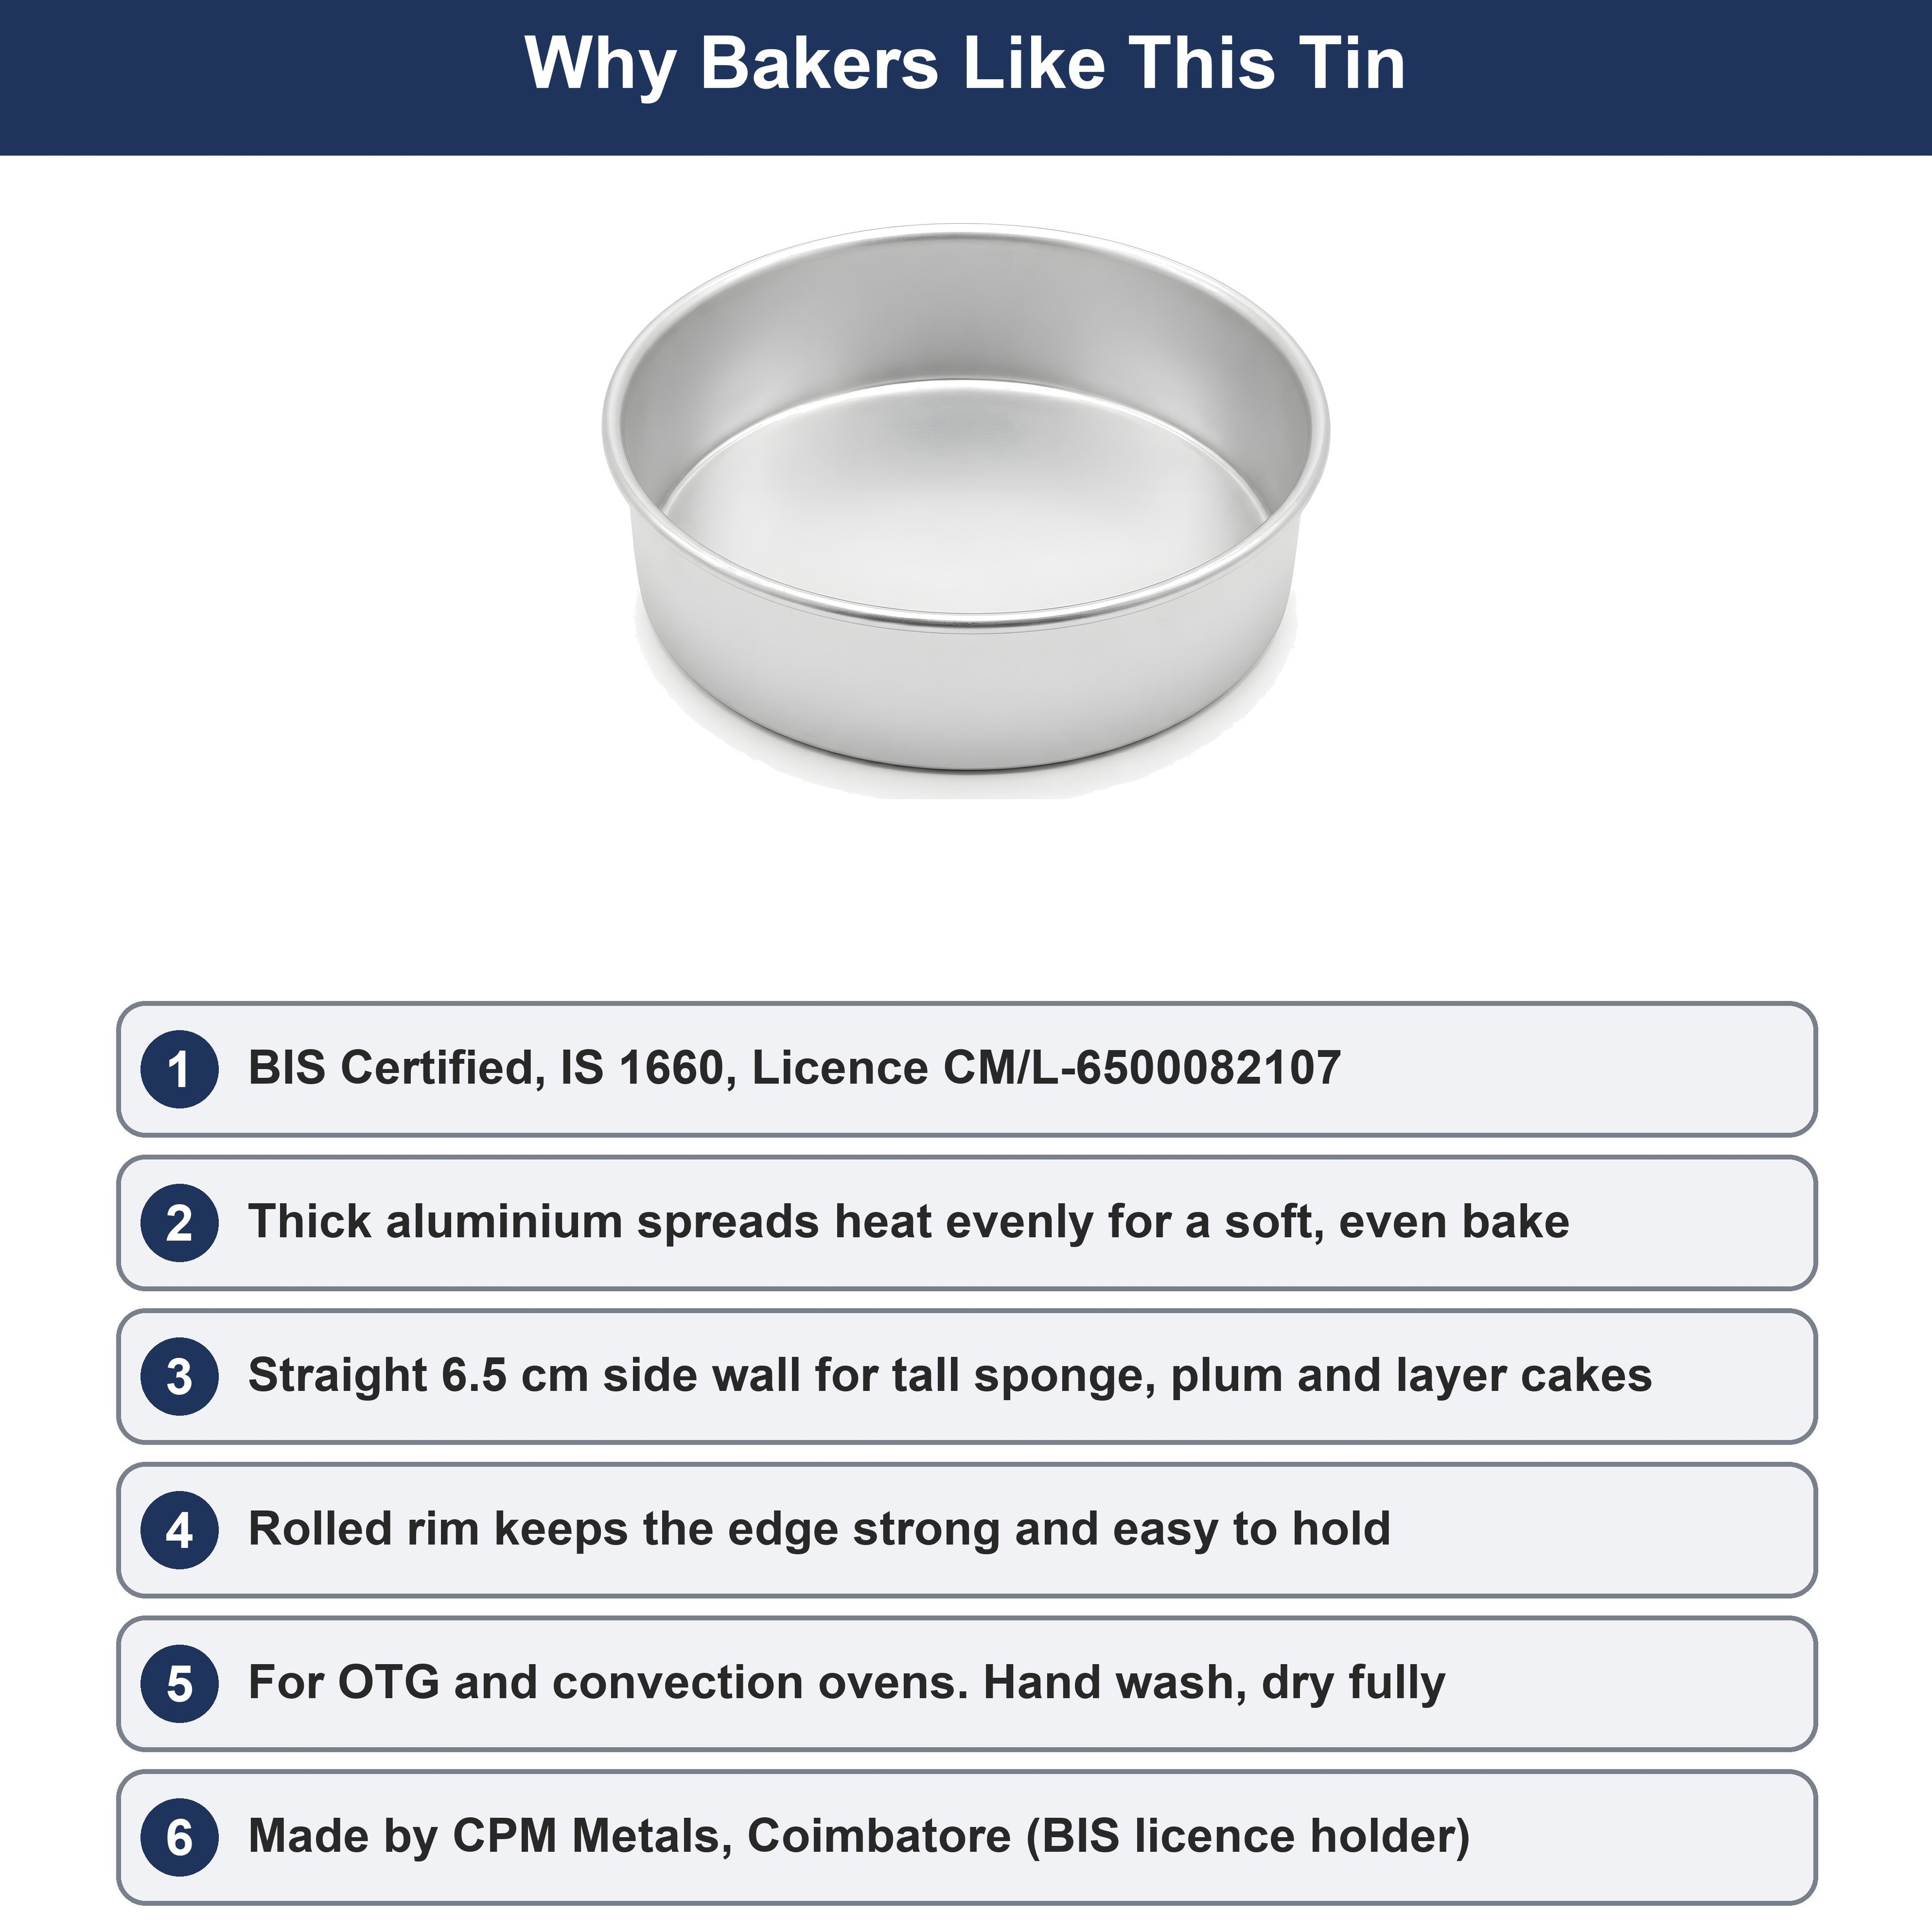 Why Bakers Like This Tin
1 BIS Certified, IS 1660, Licence CM/L-6500082107
2 Thick aluminium spreads heat evenly for a soft, even bake
3 Straight 6.5 cm side wall for tall sponge, plum and layer cakes
4 Rolled rim keeps the edge strong and easy to hold
5 For OTG and convection ovens. Hand wash, dry fully
6 Made by CPM Metals, Coimbatore (BIS licence holder)